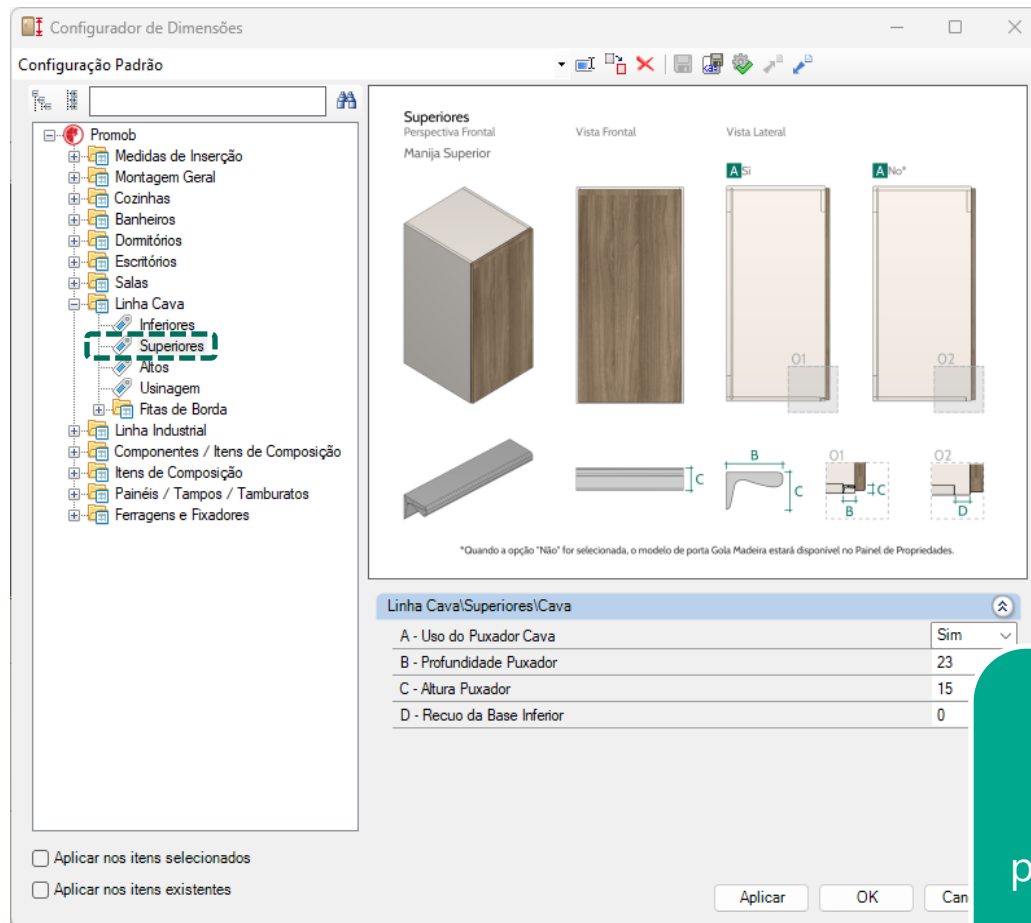 Configurador de Dimensões
Configuração Padrão
Promob
Medidas de Inserção
Montagem Geral
Cozinhas
Banheiros
Dormitórios
Escritórios
Salas
Linha Cava
Inferiores
Superiores
Altos
Usinagem
Fitas de Borda
Linha Industrial
Componentes / Itens de Composição
Itens de Composição
Painéis / Tampos / Tamburatos
Ferragens e Fixadores
Superiores
Perspectiva Frontal Vista Frontal Vista Lateral
Manija Superior
A Si A No*
O1 O2
B O1 O2
C C C
B D
*Quando a opção "Não" for selecionada, o modelo de porta Gola Madeira estará disponível no Painel de Propriedades.
Linha Cava\Superiores\Cava
A - Uso do Puxador Cava Sim
B - Profundidade Puxador 23
C - Altura Puxador 15
D - Recuo da Base Inferior 0
Aplicar nos itens selecionados
Aplicar nos itens existentes
Aplicar OK Can
p